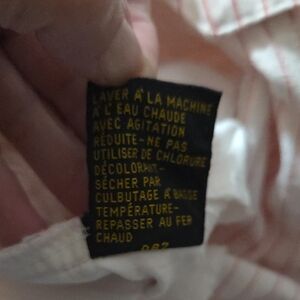 LAVER À LA MACHINE
À L'EAU CHAUDE
AVEC AGITATION
RÉDUITE-NE PAS
UTILISER DE CHLORURE
DÉCOLORANT-
SÉCHER PAR
CULBUTAGE À BASSE
TEMPÉRATURE-
REPASSER AU FER
CHAUD